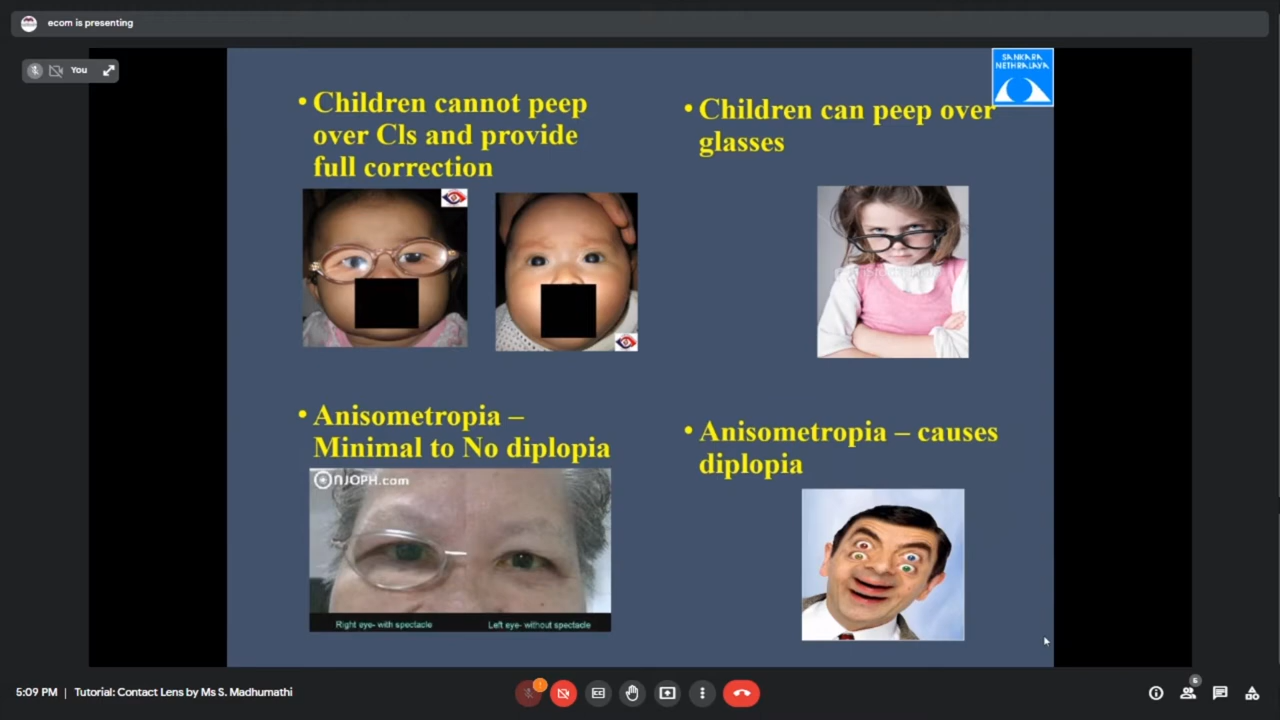 ecom is presenting
You
SANKARA
NETHRALAYA
• Children cannot peep
over Cls and provide
full correction
• Children can peep over
glasses
• Anisometropia –
Minimal to No diplopia
NJOPH.com
Right eye- with spectacle
Left eye- without spectacle
• Anisometropia – causes
diplopia
5:09 PM | Tutorial: Contact Lens by Ms S. Madhumathi
6